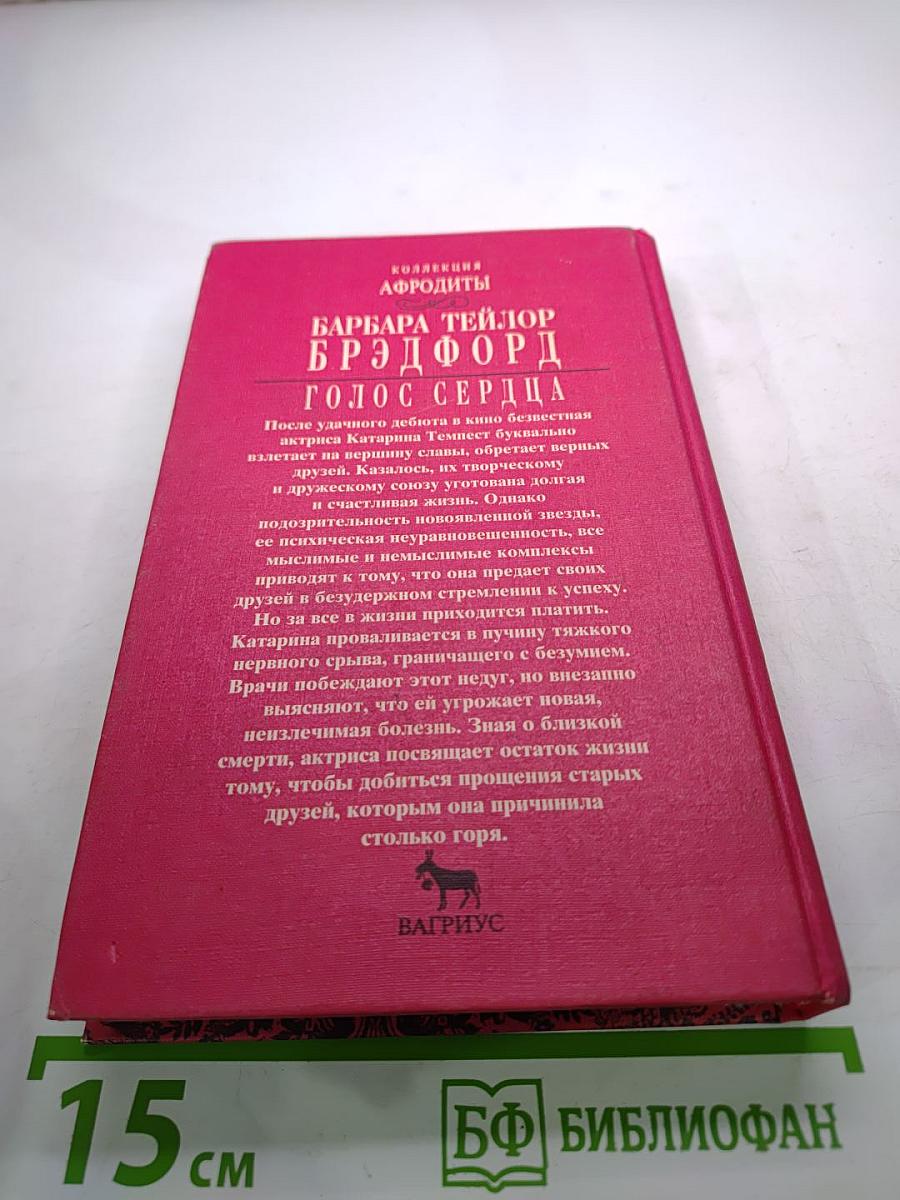 КОЛЛЕКЦИЯ
АФРОДИТЫ
БАРБАРА ТЕЙЛОР
БРЭДФОРД
ГОЛОС СЕРДЦА
После удачного дебюта в кино безвестная
актриса Катарина Темпест буквально
взлетает на вершину славы, обретает верных
друзей. Казалось, их творческому
и дружескому союзу уготована долгая
и счастливая жизнь. Однако
подозрительность новоявленной звезды,
ее психическая неуравновешенность, все
мыслимые и немыслимые комплексы
приводят к тому, что она предает своих
друзей в безудержном стремлении к успеху.
Но за все в жизни приходится платить.
Катарина проваливается в пучину тяжкого
нервного срыва, граничащего с безумием.
Врачи побеждают этот недуг, но внезапно
выясняют, что ей угрожает новая,
неизлечимая болезнь. Зная о близкой
смерти, актриса посвящает остаток жизни
тому, чтобы добиться прощения старых
друзей, которым она причинила
столько горя.
ВАГРИУС
15 см
БФ БИБЛИОФАН